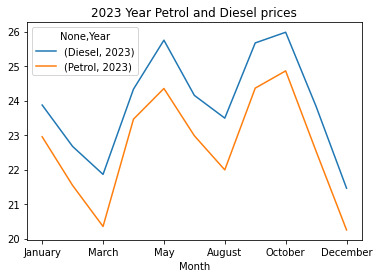 2023 Year Petrol and Diesel prices
None,Year
(Diesel, 2023)
(Petrol, 2023)
26
25
24
23
22
21
20
January March May August October December
Month